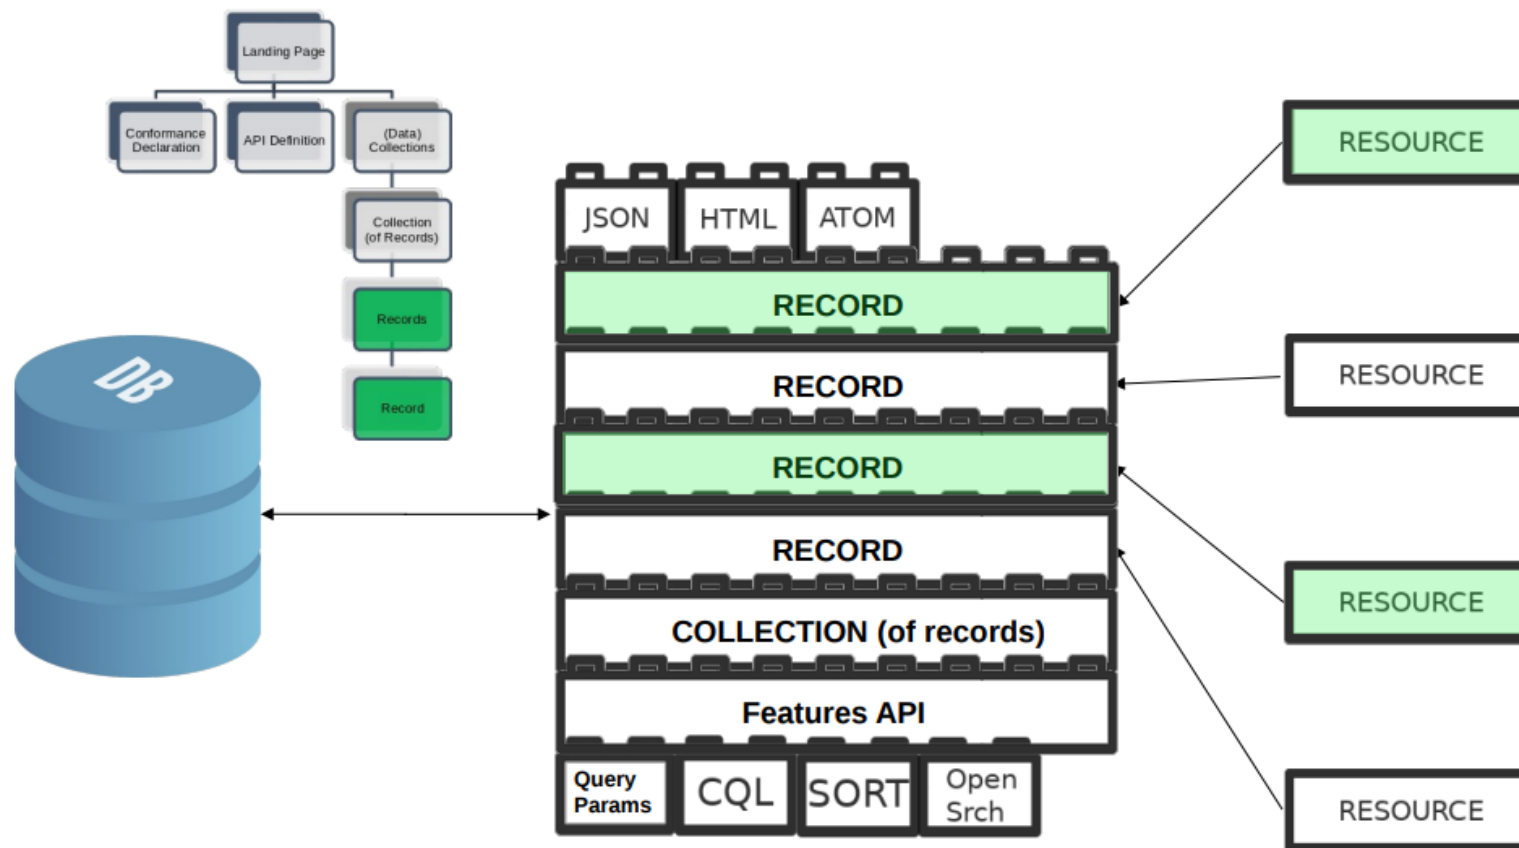 Landing Page
Conformance
Declaration
API Definition
(Data)
Collections
Collection
(of Records)
Records
Record
DB
JSON
HTML
ATOM
RECORD
RECORD
RECORD
RECORD
COLLECTION (of records)
Features API
Query
Params
CQL
SORT
Open
Srch
RESOURCE
RESOURCE
RESOURCE
RESOURCE